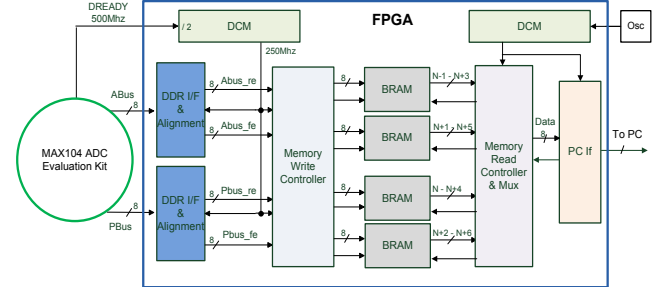 DREADY
500Mhz
/ 2
DCM
FPGA
DCM
Osc
250Mhz
ABus
8
DDR I/F
&
Alignment
8
Abus_re
8
Abus_fe
MAX104 ADC
Evaluation Kit
DDR I/F
&
Alignment
8
PBus
8
Pbus_re
8
Pbus_fe
Memory
Write
Controller
8
BRAM
N-1 - N+3
8
BRAM
N+1 - N+5
8
BRAM
N - N+4
8
BRAM
N+2 - N+6
Memory
Read
Controller
& Mux
Data
8
PC If
To PC